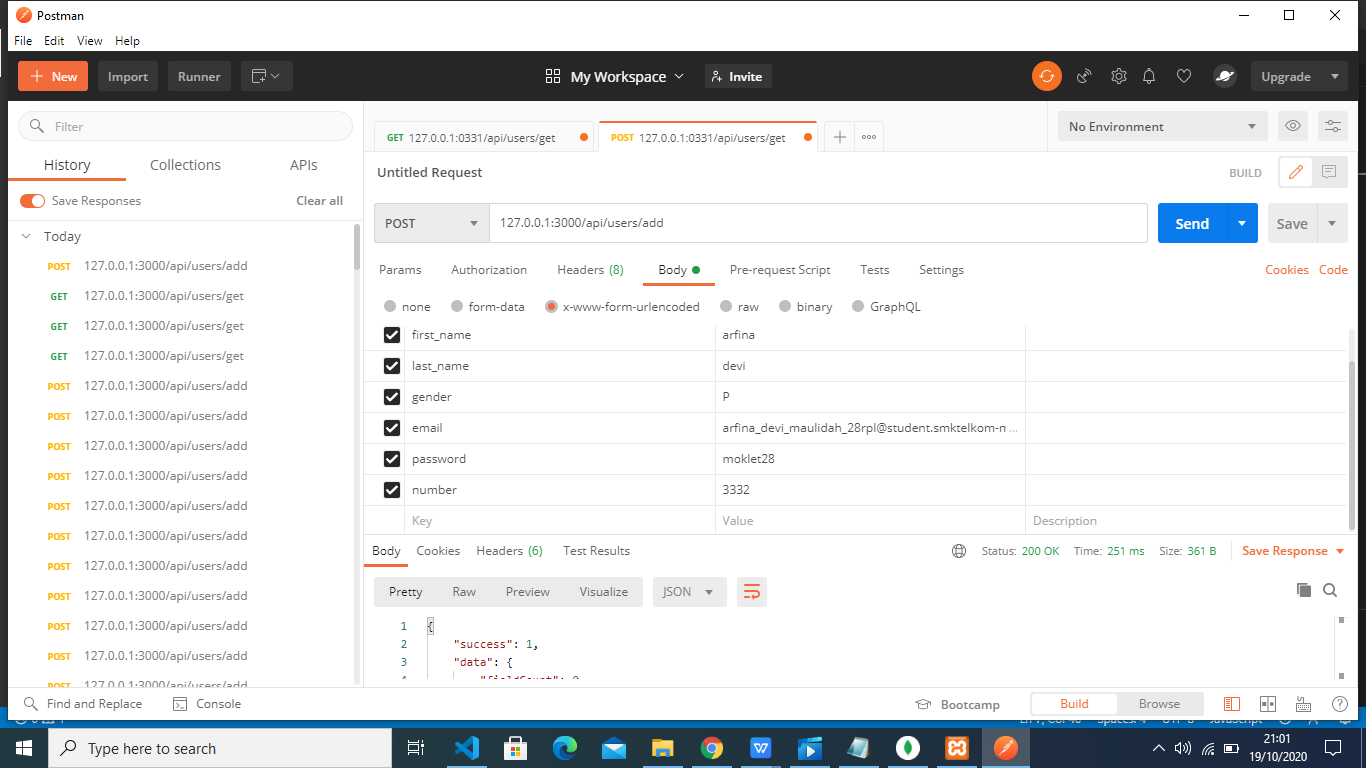 Postman
File Edit View Help
New Import Runner My Workspace Invite Upgrade
Filter
History Collections APIs
Save Responses Clear all
Today
POST 127.0.0.1:3000/api/users/add
GET 127.0.0.1:3000/api/users/get
GET 127.0.0.1:3000/api/users/get
GET 127.0.0.1:3000/api/users/get
POST 127.0.0.1:3000/api/users/add
POST 127.0.0.1:3000/api/users/add
POST 127.0.0.1:3000/api/users/add
POST 127.0.0.1:3000/api/users/add
POST 127.0.0.1:3000/api/users/add
POST 127.0.0.1:3000/api/users/add
POST 127.0.0.1:3000/api/users/add
POST 127.0.0.1:3000/api/users/add
POST 127.0.0.1:3000/api/users/add
POST 127.0.0.1:3000/api/users/add
POST 127.0.0.1:3000/api/users/add
GET 127.0.0.1:0331/api/users/get POST 127.0.0.1:0331/api/users/get No Environment
Untitled Request BUILD
POST 127.0.0.1:3000/api/users/add Send Save
Params Authorization Headers (8) Body Pre-request Script Tests Settings Cookies Code
none form-data x-www-form-urlencoded raw binary GraphQL
first_name arfina
last_name devi
gender P
email arfina_devi_maulidah_28rpl@student.smktelkom-n ...
password moklet28
number 3332
Key Value Description
Body Cookies Headers (6) Test Results Status: 200 OK Time: 251 ms Size: 361 B Save Response
Pretty Raw Preview Visualize JSON
1 {
2 "success": 1,
3 "data": {
4 "fieldCount": 0
Find and Replace Console Bootcamp Build Browse
Type here to search 21:01
19/10/2020